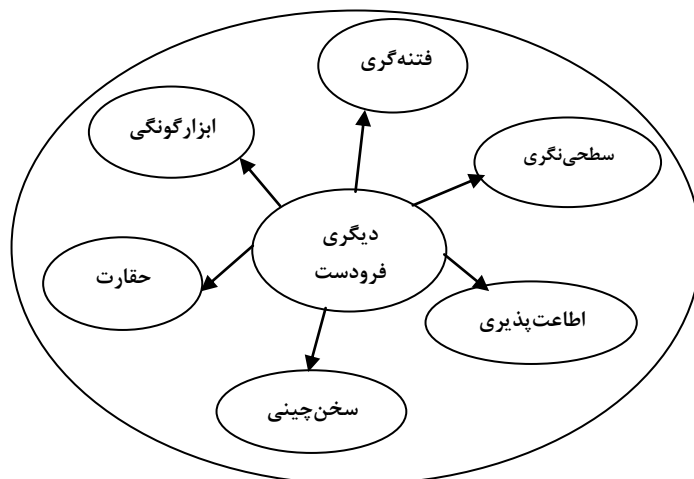 فتنه‌گری
ابزارگونگی
سطحی‌نگری
دیگری
فرودست
حقارت
اطاعت‌پذیری
سخن‌چینی